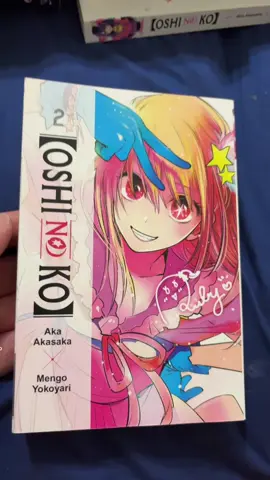 【OSHI NO KO】
2
【OSHI NO KO】
Aka
Akasaka
×
Mengo
Yokoyari
Ruby